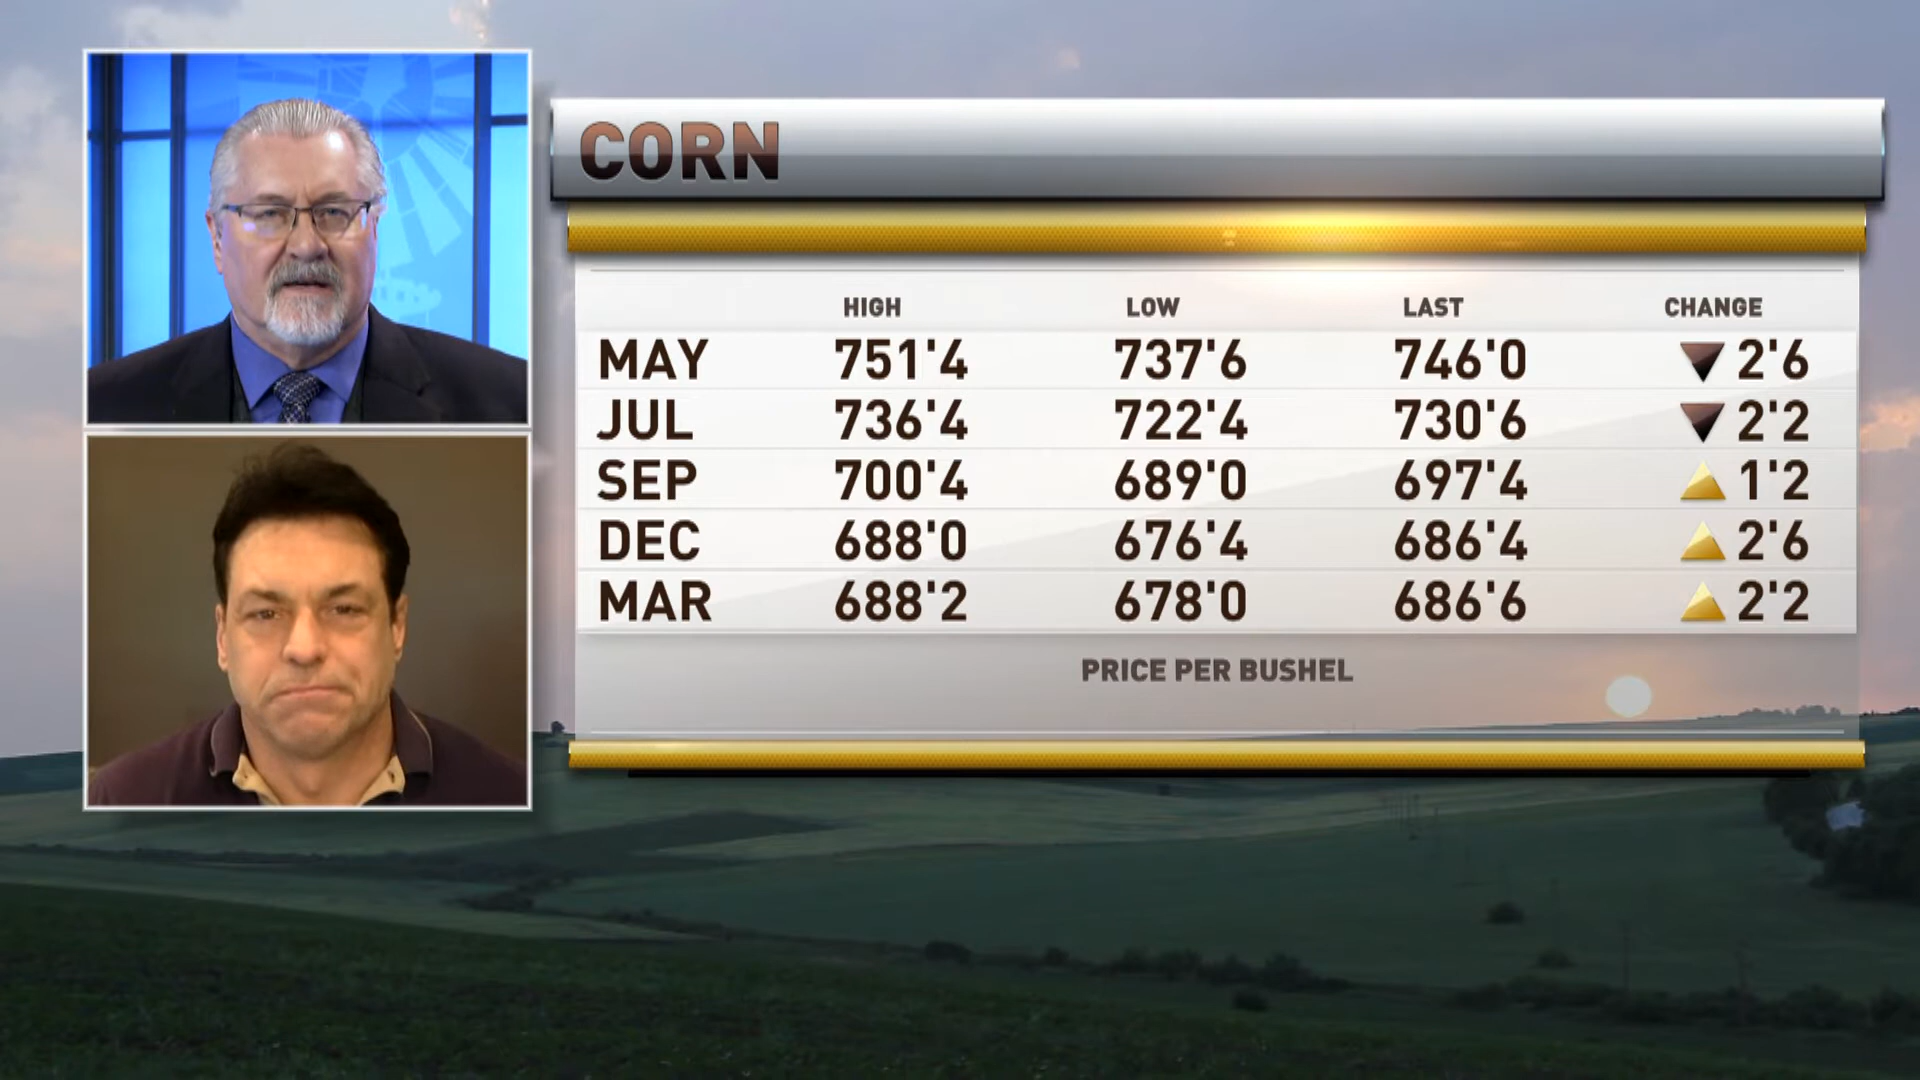 CORN
HIGH LOW LAST CHANGE
MAY 751'4 737'6 746'0 ▼ 2'6
JUL 736'4 722'4 730'6 ▼ 2'2
SEP 700'4 689'0 697'4 ▲ 1'2
DEC 688'0 676'4 686'4 ▲ 2'6
MAR 688'2 678'0 686'6 ▲ 2'2
PRICE PER BUSHEL